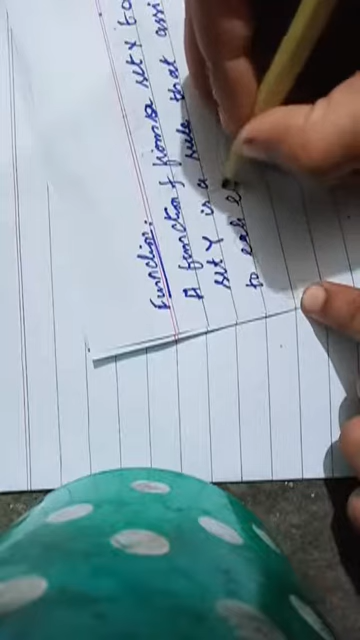 Function:
A function f from a set X to
set Y is a rule that assi
to each e